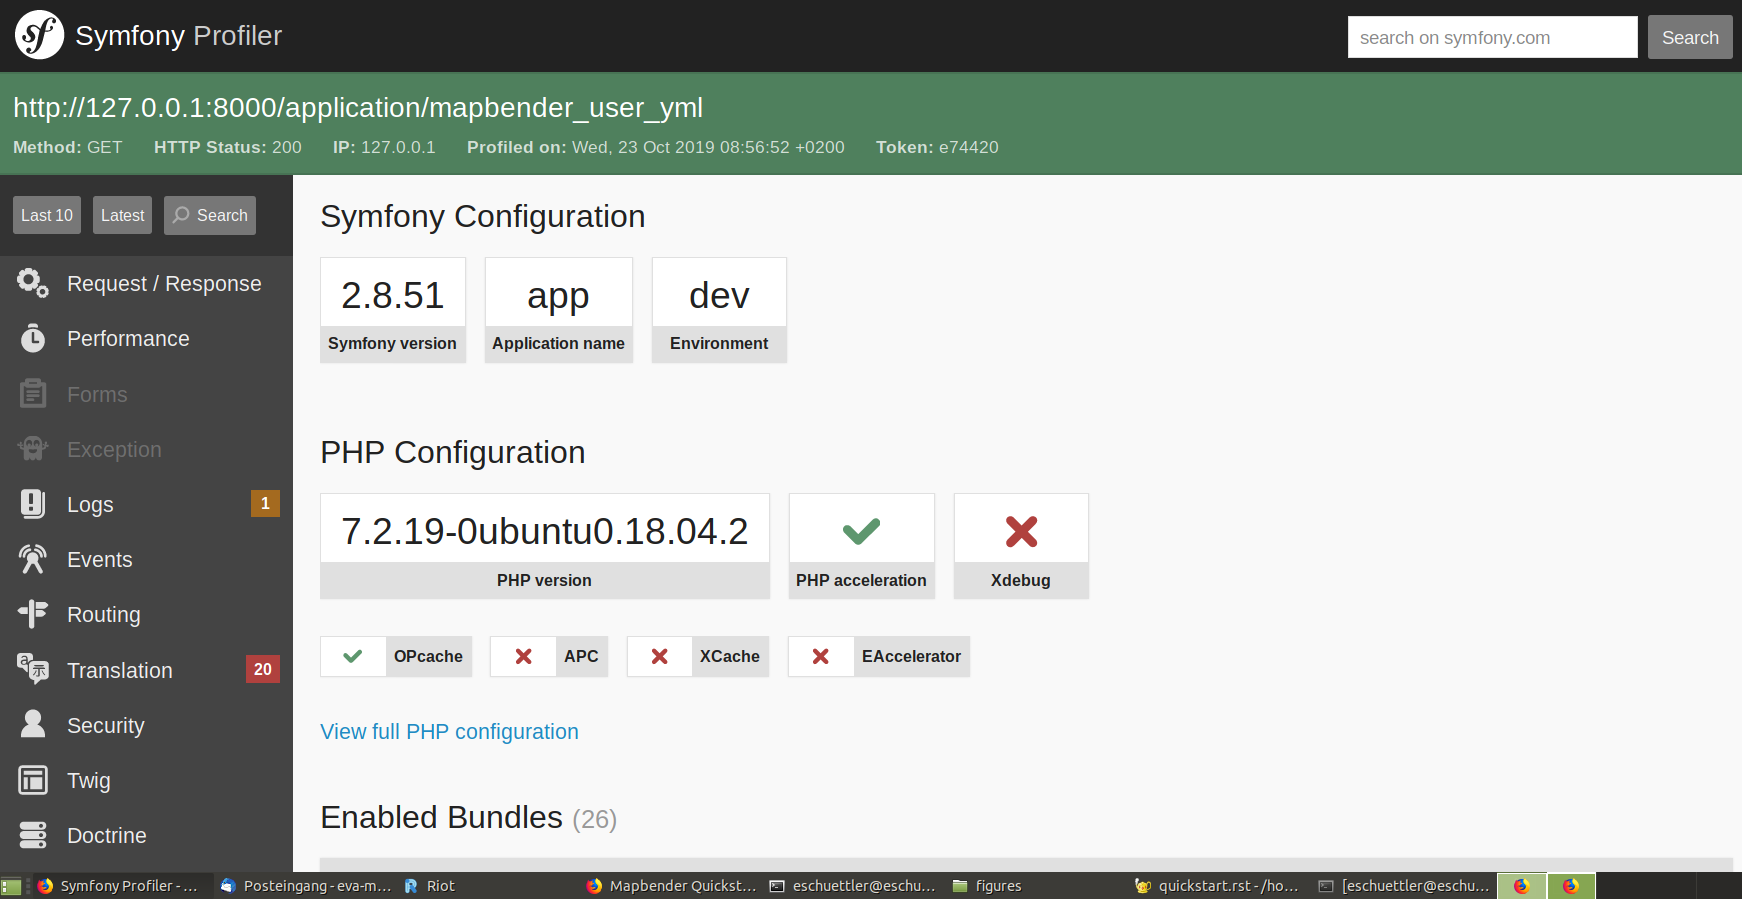 Symfony Profiler
search on symfony.com
Search
http://127.0.0.1:8000/application/mapbender_user_yml
Method: GET HTTP Status: 200 IP: 127.0.0.1 Profiled on: Wed, 23 Oct 2019 08:56:52 +0200 Token: e74420
Last 10 Latest Search
Request / Response
Performance
Forms
Exception
Logs 1
Events
Routing
Translation 20
Security
Twig
Doctrine
Symfony Configuration
2.8.51 app dev
Symfony version Application name Environment
PHP Configuration
7.2.19-0ubuntu0.18.04.2
PHP version PHP acceleration Xdebug
OPcache APC XCache EAccelerator
View full PHP configuration
Enabled Bundles (26)
Symfony Profiler - ... Posteingang - eva-m... Riot Mapbender Quickst... eschuettler@eschu... figures quickstart.rst - /ho... [eschuettler@eschu...